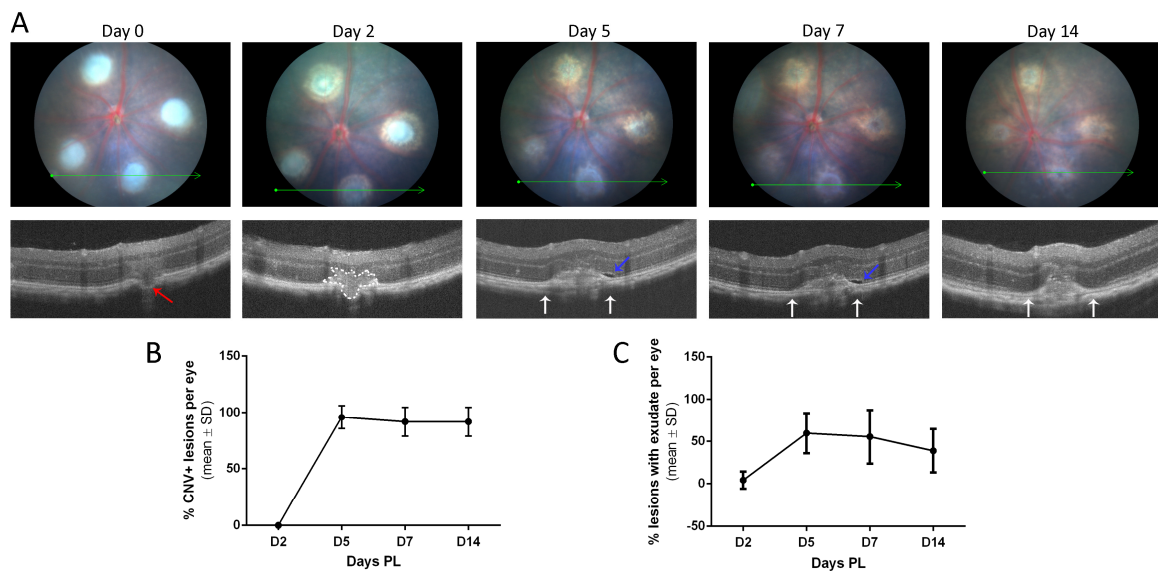 A
Day 0 Day 2 Day 5 Day 7 Day 14
B
% CNV+ lesions per eye
(mean ± SD)
150
100
50
0
D2 D5 D7 D14
Days PL
C
% lesions with exudate per eye
(mean ± SD)
150
100
50
0
-50
D2 D5 D7 D14
Days PL